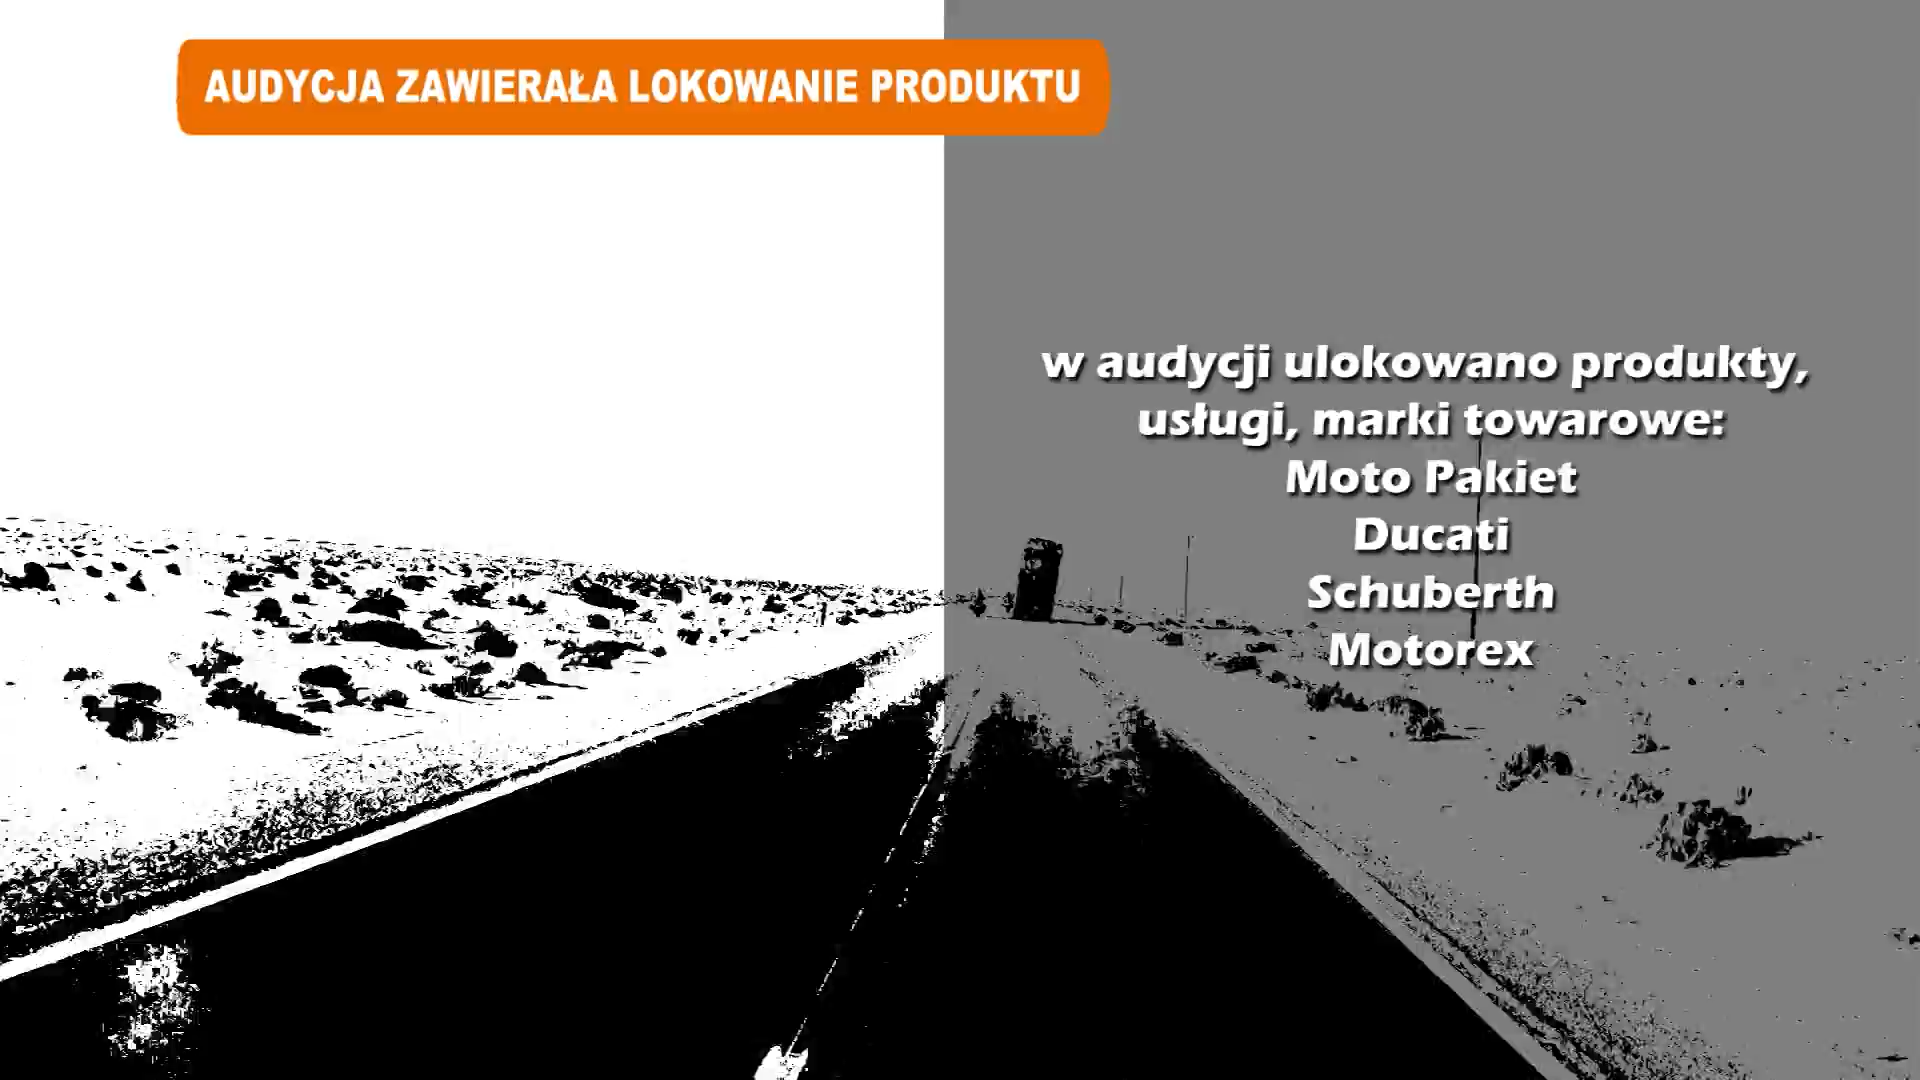 AUDYCJA ZAWIERAŁA LOKOWANIE PRODUKTU
w audycji ulokowano produkty,
usługi, marki towarowe:
Moto Pakiet
Ducati
Schuberth
Motorex